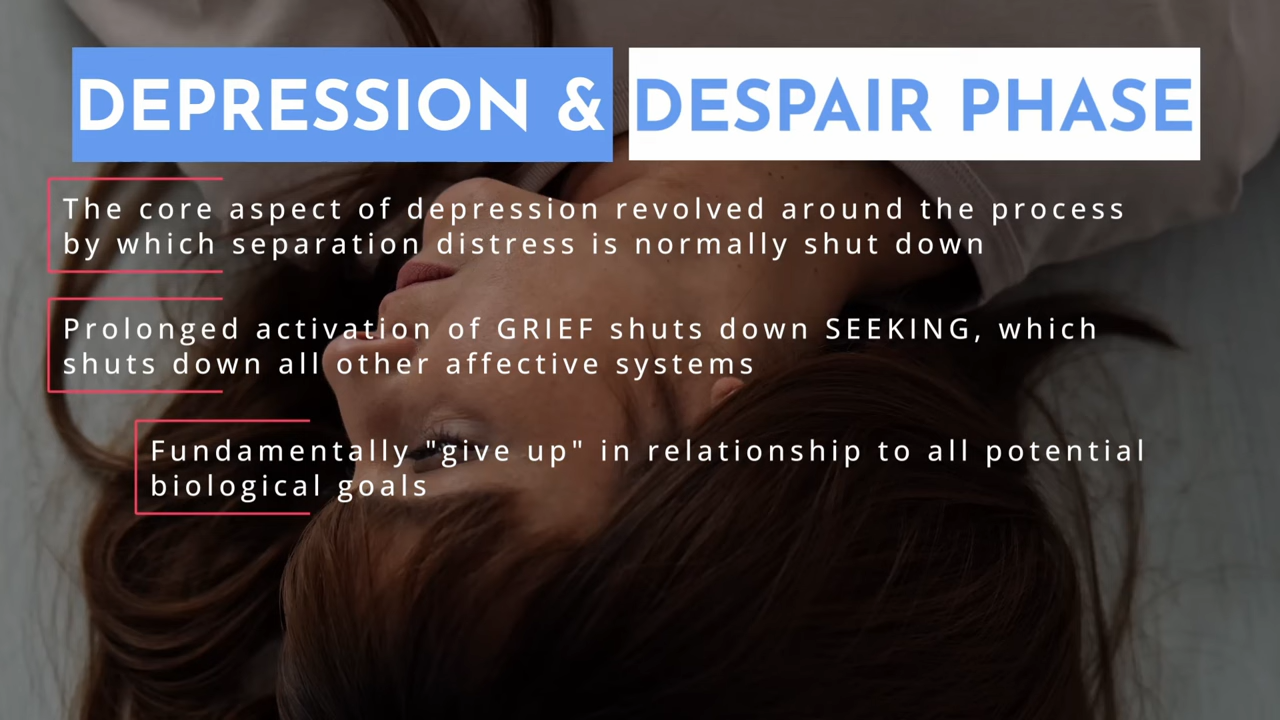 DEPRESSION & DESPAIR PHASE
The core aspect of depression revolved around the process
by which separation distress is normally shut down
Prolonged activation of GRIEF shuts down SEEKING, which
shuts down all other affective systems
Fundamentally "give up" in relationship to all potential
biological goals